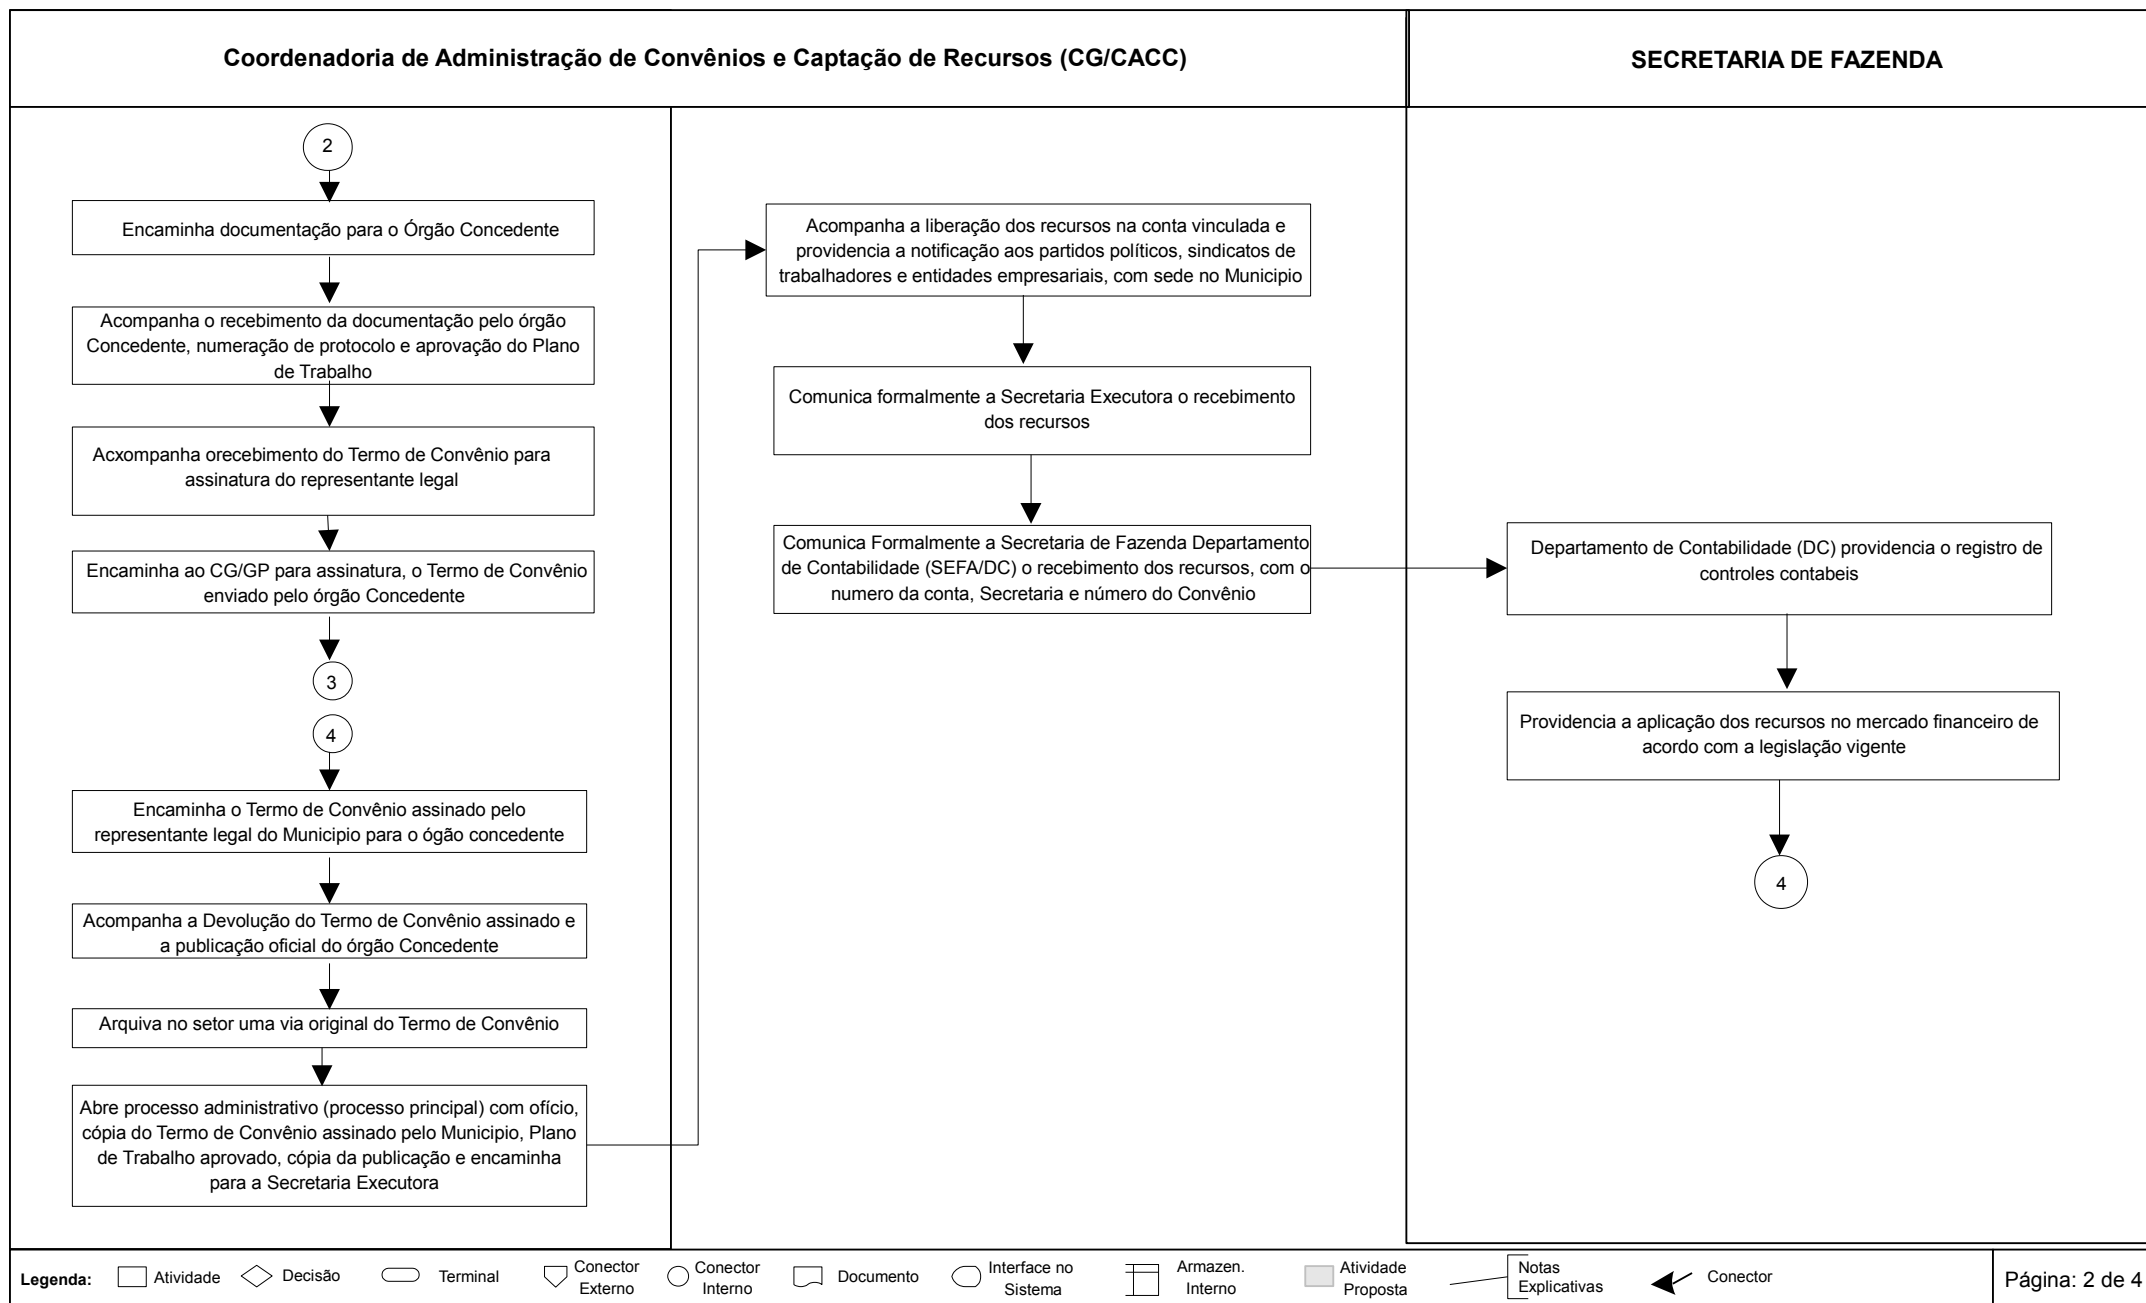 Coordenadoria de Administração de Convênios e Captação de Recursos (CG/CACC)
SECRETARIA DE FAZENDA
2
Encaminha documentação para o Órgão Concedente
Acompanha o recebimento da documentação pelo órgão
Concedente, numeração de protocolo e aprovação do Plano
de Trabalho
Acxompanha orecebimento do Termo de Convênio para
assinatura do representante legal
Encaminha ao CG/GP para assinatura, o Termo de Convênio
enviado pelo órgão Concedente
3
4
Encaminha o Termo de Convênio assinado pelo
representante legal do Municipio para o ógão concedente
Acompanha a Devolução do Termo de Convênio assinado e
a publicação oficial do órgão Concedente
Arquiva no setor uma via original do Termo de Convênio
Abre processo administrativo (processo principal) com ofício,
cópia do Termo de Convênio assinado pelo Municipio, Plano
de Trabalho aprovado, cópia da publicação e encaminha
para a Secretaria Executora
Acompanha a liberação dos recursos na conta vinculada e
providencia a notificação aos partidos políticos, sindicatos de
trabalhadores e entidades empresariais, com sede no Municipio
Comunica formalmente a Secretaria Executora o recebimento
dos recursos
Comunica Formalmente a Secretaria de Fazenda Departamento
de Contabilidade (SEFA/DC) o recebimento dos recursos, com o
numero da conta, Secretaria e número do Convênio
Departamento de Contabilidade (DC) providencia o registro de
controles contabeis
Providencia a aplicação dos recursos no mercado financeiro de
acordo com a legislação vigente
4
Legenda:
Atividade
Decisão
Terminal
Conector
Externo
Conector
Interno
Documento
Interface no
Sistema
Armazen.
Interno
Atividade
Proposta
Notas
Explicativas
Conector
Página: 2 de 4